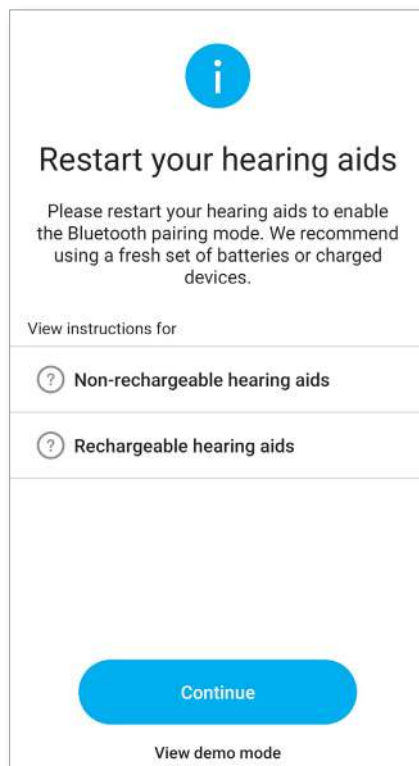 i
Restart your hearing aids
Please restart your hearing aids to enable
the Bluetooth pairing mode. We recommend
using a fresh set of batteries or charged
devices.
View instructions for
? Non-rechargeable hearing aids
? Rechargeable hearing aids
Continue
View demo mode